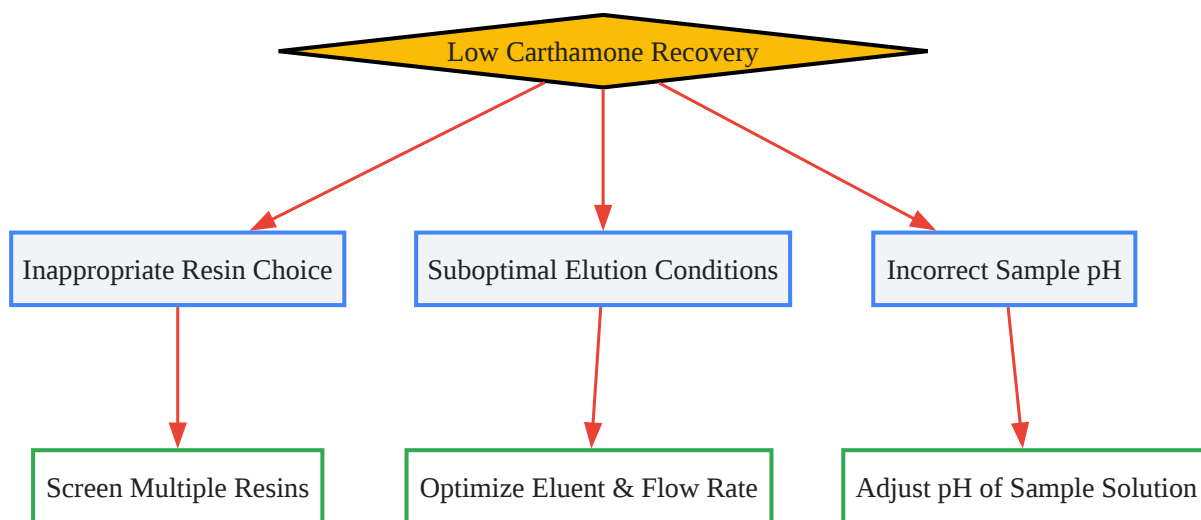 Low Carthamone Recovery
Inappropriate Resin Choice
Suboptimal Elution Conditions
Incorrect Sample pH
Screen Multiple Resins
Optimize Eluent & Flow Rate
Adjust pH of Sample Solution